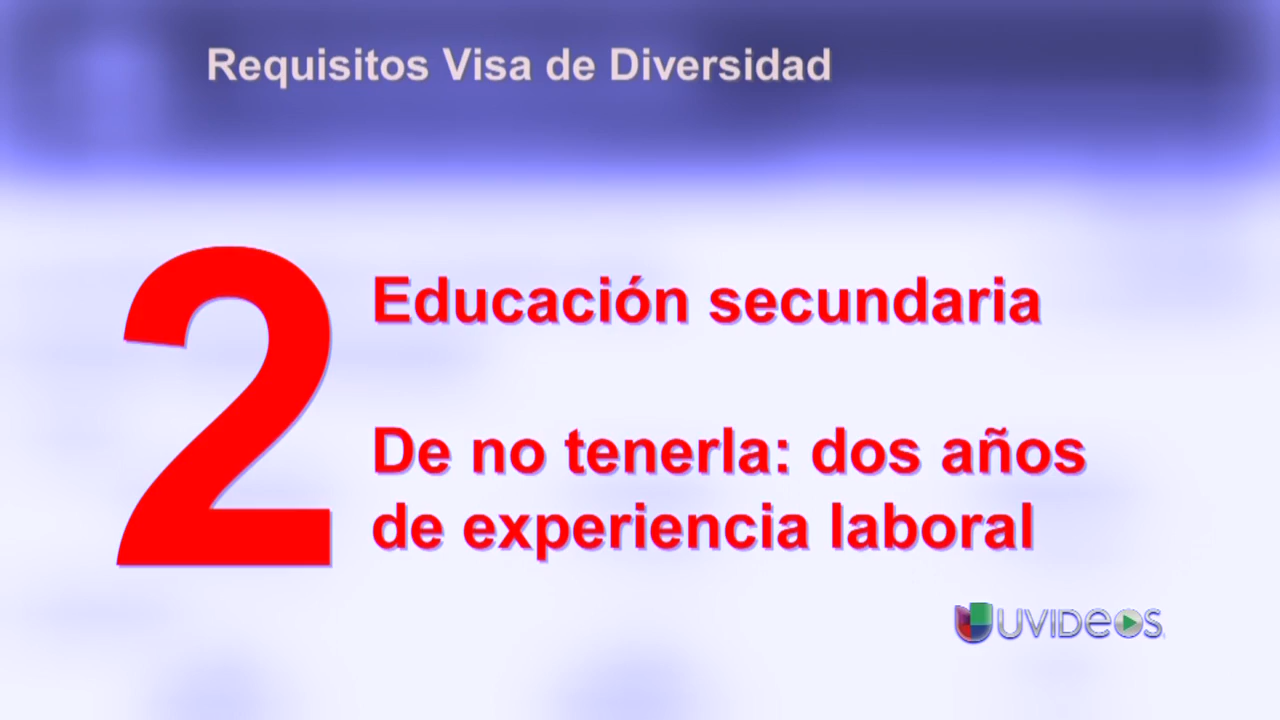 Requisitos Visa de Diversidad
2
Educación secundaria
De no tenerla: dos años
de experiencia laboral
UVIDEOS